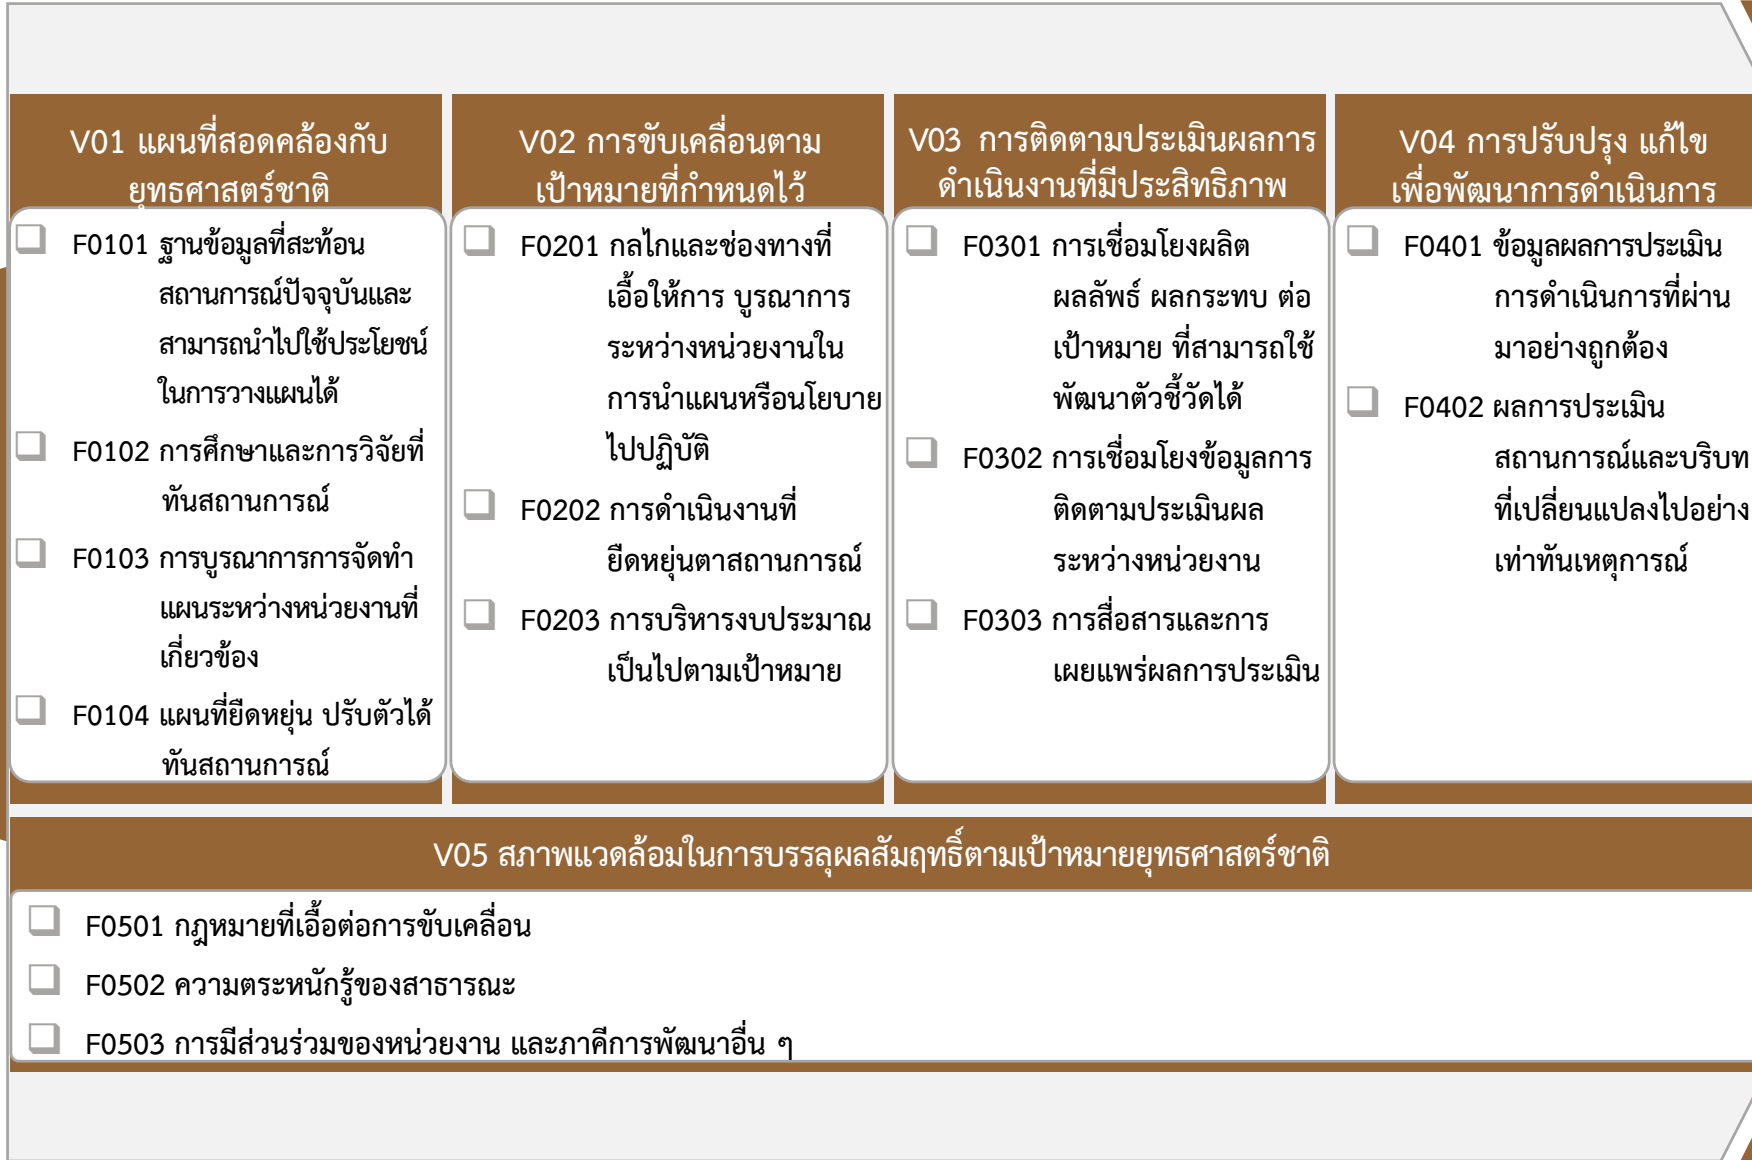 V01 แผนที่สอดคล้องกับ
ยุทธศาสตร์ชาติ
F0101 ฐานข้อมูลที่สะท้อน
สถานการณ์ปัจจุบันและ
สามารถนำไปใช้ประโยชน์
ในการวางแผนได้
F0102 การศึกษาและการวิจัยที่
ทันสถานการณ์
F0103 การบูรณาการการจัดทำ
แผนระหว่างหน่วยงานที่
เกี่ยวข้อง
F0104 แผนที่ยืดหยุ่น ปรับตัวได้
ทันสถานการณ์
V02 การขับเคลื่อนตาม
เป้าหมายที่กำหนดไว้
F0201 กลไกและช่องทางที่
เอื้อให้การ บูรณาการ
ระหว่างหน่วยงานใน
การนำแผนหรือนโยบาย
ไปปฏิบัติ
F0202 การดำเนินงานที่
ยืดหยุ่นตาสถานการณ์
F0203 การบริหารงบประมาณ
เป็นไปตามเป้าหมาย
V03 การติดตามประเมินผลการ
ดำเนินงานที่มีประสิทธิภาพ
F0301 การเชื่อมโยงผลิต
ผลลัพธ์ ผลกระทบ ต่อ
เป้าหมาย ที่สามารถใช้
พัฒนาตัวชี้วัดได้
F0302 การเชื่อมโยงข้อมูลการ
ติดตามประเมินผล
ระหว่างหน่วยงาน
F0303 การสื่อสารและการ
เผยแพร่ผลการประเมิน
V04 การปรับปรุง แก้ไข
เพื่อพัฒนาการดำเนินการ
F0401 ข้อมูลผลการประเมิน
การดำเนินการที่ผ่าน
มาอย่างถูกต้อง
F0402 ผลการประเมิน
สถานการณ์และบริบท
ที่เปลี่ยนแปลงไปอย่าง
เท่าทันเหตุการณ์
V05 สภาพแวดล้อมในการบรรลุผลสัมฤทธิ์ตามเป้าหมายยุทธศาสตร์ชาติ
F0501 กฎหมายที่เอื้อต่อการขับเคลื่อน
F0502 ความตระหนักรู้ของสาธารณะ
F0503 การมีส่วนร่วมของหน่วยงาน และภาคีการพัฒนาอื่น ๆ